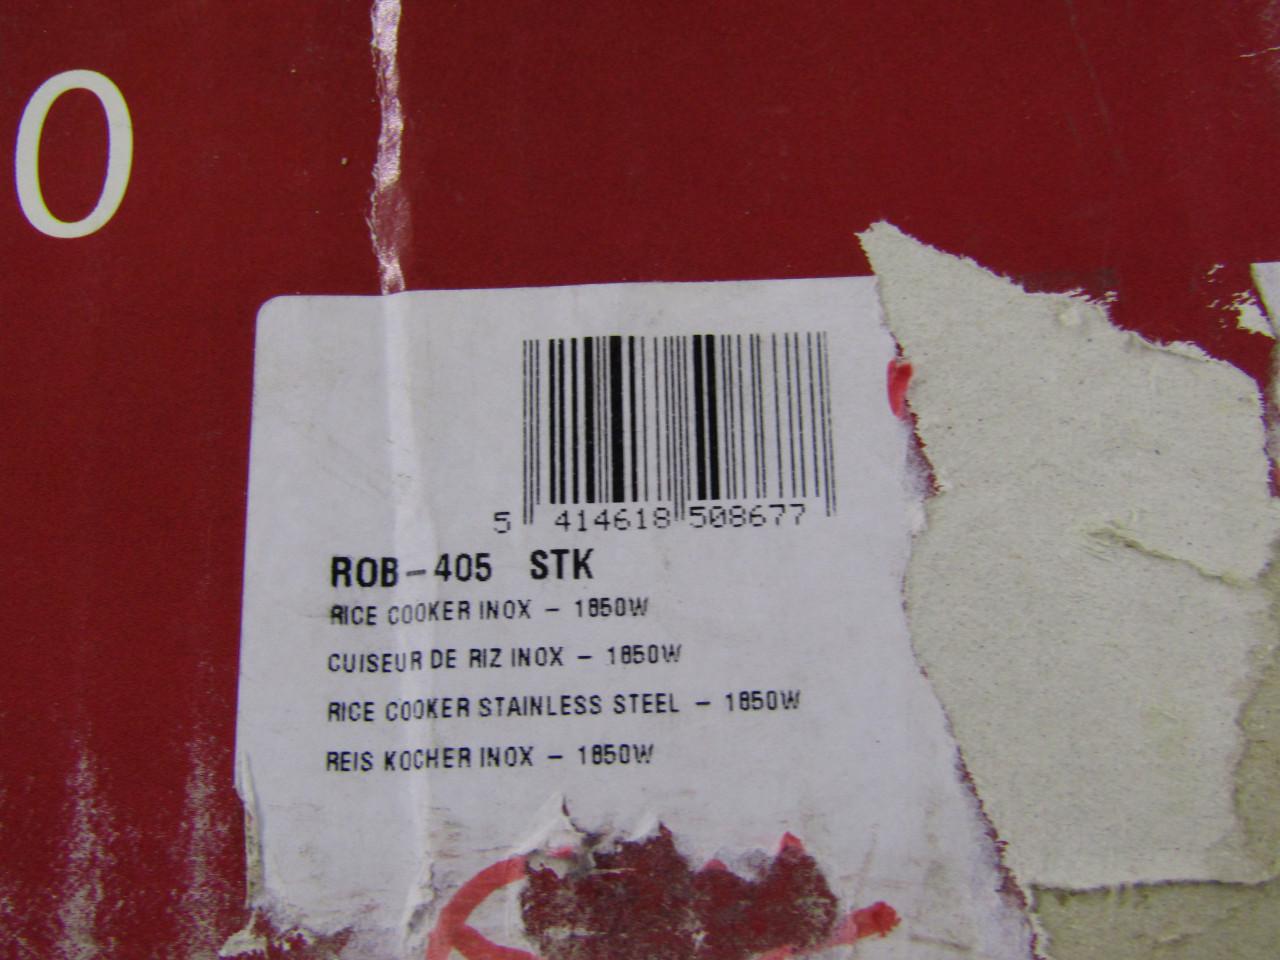 0
5 414618 508677
ROB-405 STK
RICE COOKER INOX - 1850W
CUISEUR DE RIZ INOX - 1850W
RICE COOKER STAINLESS STEEL - 1850W
REIS KOCHER INOX - 1850W